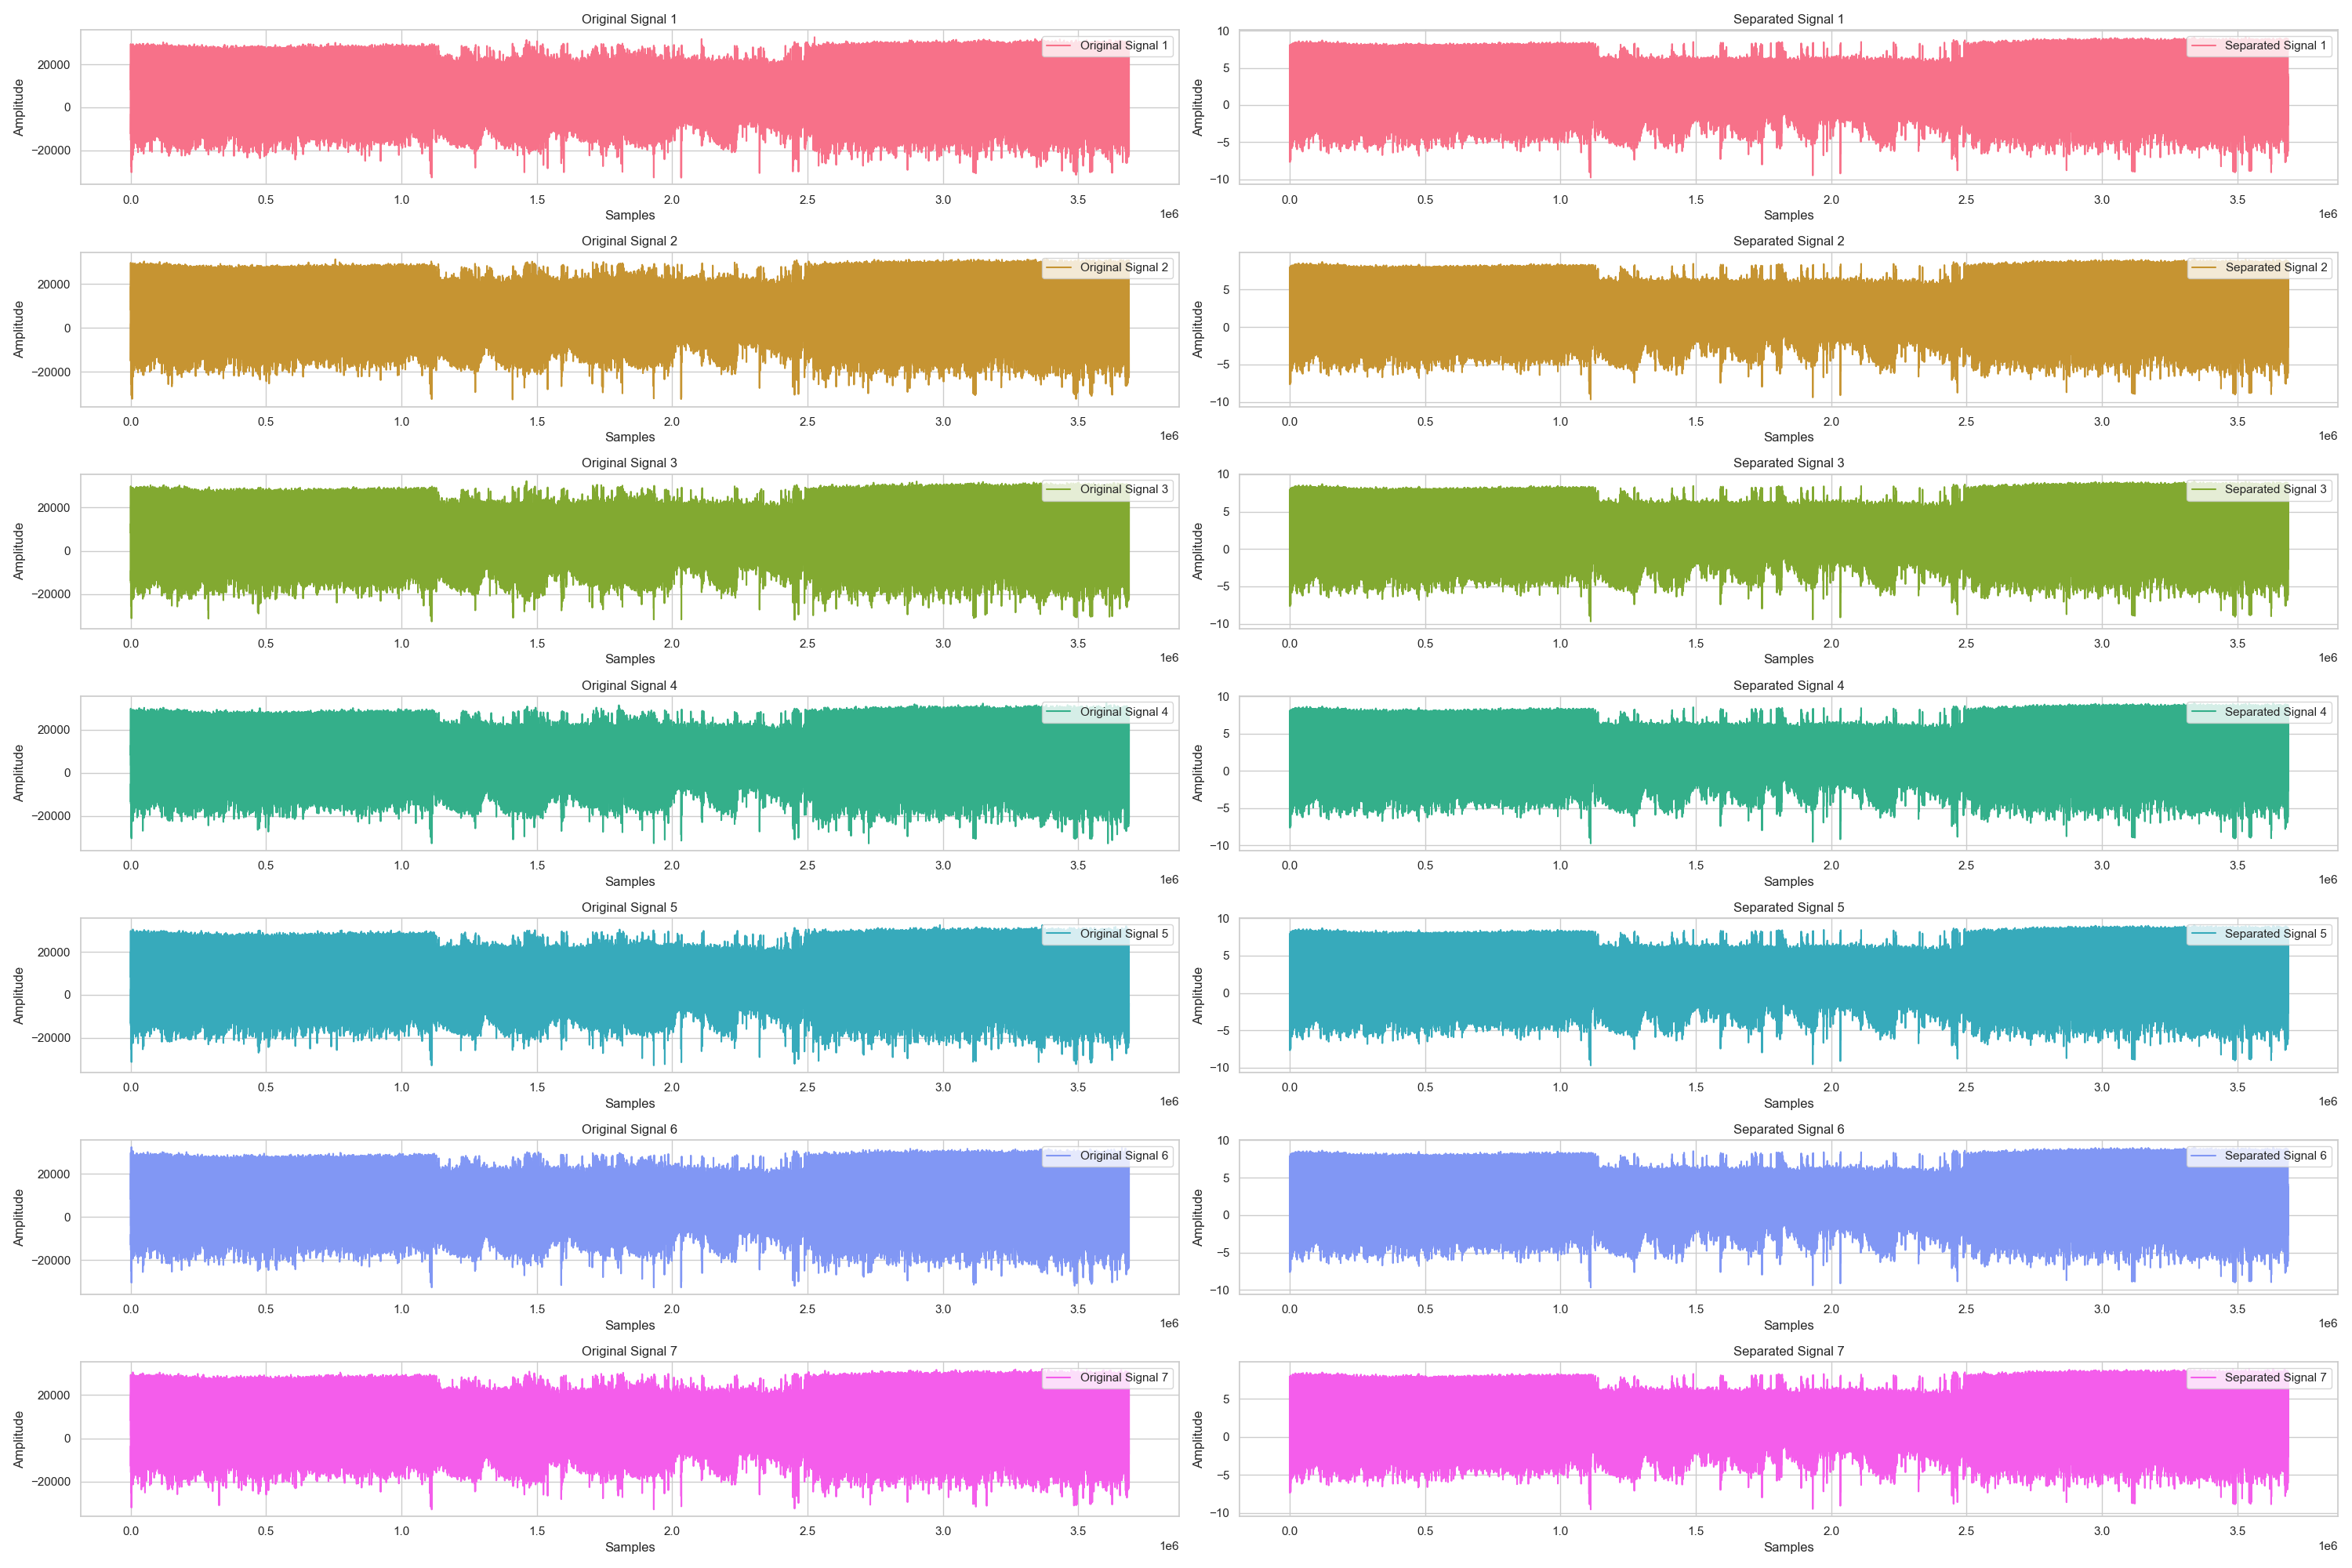 Original Signal 1
20000
0
−20000
Amplitude
Original Signal 1
0.0 0.5 1.0 1.5 2.0 2.5 3.0 3.5
1e6
Samples
Separated Signal 1
10
5
0
−5
−10
Amplitude
Separated Signal 1
0.0 0.5 1.0 1.5 2.0 2.5 3.0 3.5
1e6
Samples
Original Signal 2
20000
0
−20000
Amplitude
Original Signal 2
0.0 0.5 1.0 1.5 2.0 2.5 3.0 3.5
1e6
Samples
Separated Signal 2
5
0
−5
−10
Amplitude
Separated Signal 2
0.0 0.5 1.0 1.5 2.0 2.5 3.0 3.5
1e6
Samples
Original Signal 3
20000
0
−20000
Amplitude
Original Signal 3
0.0 0.5 1.0 1.5 2.0 2.5 3.0 3.5
1e6
Samples
Separated Signal 3
10
5
0
−5
−10
Amplitude
Separated Signal 3
0.0 0.5 1.0 1.5 2.0 2.5 3.0 3.5
1e6
Samples
Original Signal 4
20000
0
−20000
Amplitude
Original Signal 4
0.0 0.5 1.0 1.5 2.0 2.5 3.0 3.5
1e6
Samples
Separated Signal 4
10
5
0
−5
−10
Amplitude
Separated Signal 4
0.0 0.5 1.0 1.5 2.0 2.5 3.0 3.5
1e6
Samples
Original Signal 5
20000
0
−20000
Amplitude
Original Signal 5
0.0 0.5 1.0 1.5 2.0 2.5 3.0 3.5
1e6
Samples
Separated Signal 5
10
5
0
−5
−10
Amplitude
Separated Signal 5
0.0 0.5 1.0 1.5 2.0 2.5 3.0 3.5
1e6
Samples
Original Signal 6
20000
0
−20000
Amplitude
Original Signal 6
0.0 0.5 1.0 1.5 2.0 2.5 3.0 3.5
1e6
Samples
Separated Signal 6
10
5
0
−5
−10
Amplitude
Separated Signal 6
0.0 0.5 1.0 1.5 2.0 2.5 3.0 3.5
1e6
Samples
Original Signal 7
20000
0
−20000
Amplitude
Original Signal 7
0.0 0.5 1.0 1.5 2.0 2.5 3.0 3.5
1e6
Samples
Separated Signal 7
5
0
−5
−10
Amplitude
Separated Signal 7
0.0 0.5 1.0 1.5 2.0 2.5 3.0 3.5
1e6
Samples